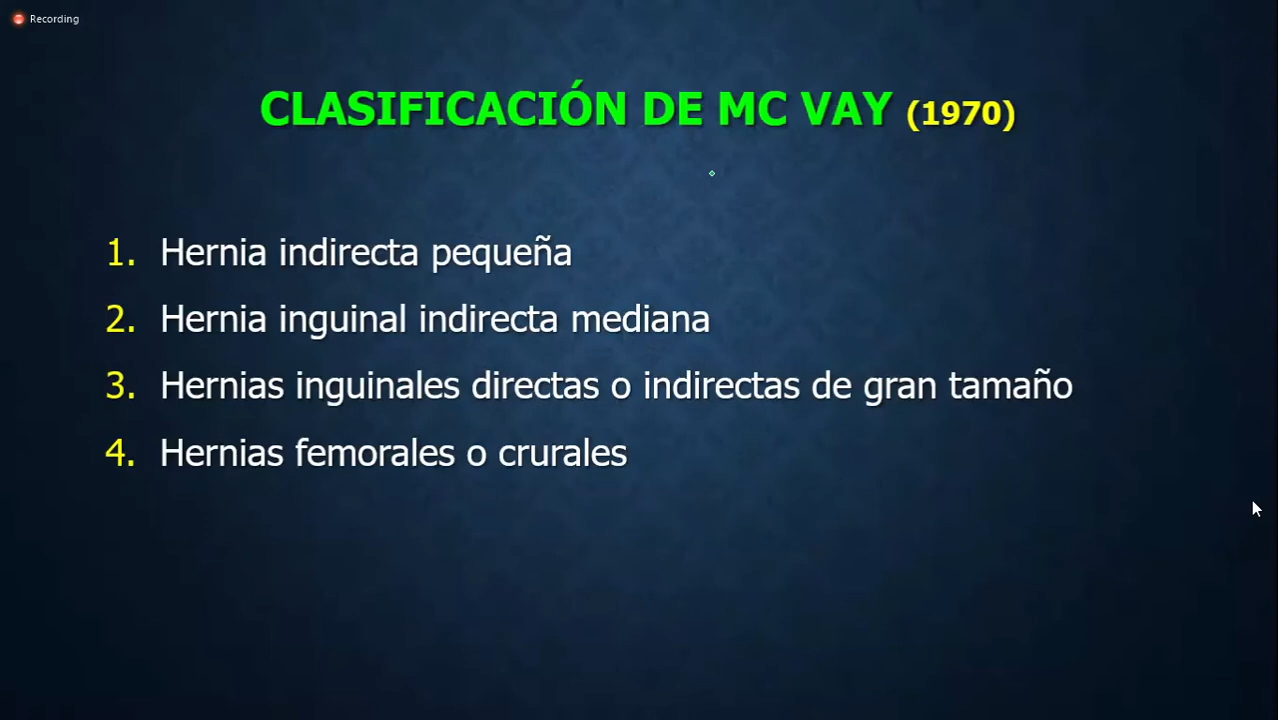 Recording
CLASIFICACIÓN DE MC VAY (1970)
1. Hernia indirecta pequeña
2. Hernia inguinal indirecta mediana
3. Hernias inguinales directas o indirectas de gran tamaño
4. Hernias femorales o crurales